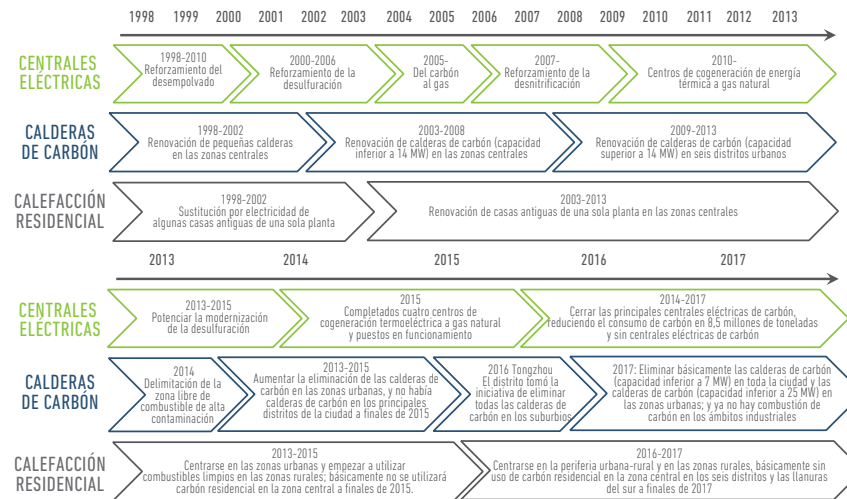 1998 1999 2000 2001 2002 2003 2004 2005 2006 2007 2008 2009 2010 2011 2012 2013
CENTRALES
ELÉCTRICAS
1998-2010
Reforzamiento del
desempolvado
2000-2006
Reforzamiento de la
desulfuración
2005-
Del carbón
al gas
2007-
Reforzamiento de la
desnitrificación
2010-
Centros de cogeneración de energía
térmica a gas natural
CALDERAS
DE CARBÓN
1998-2002
Renovación de pequeñas calderas
en las zonas centrales
2003-2008
Renovación de calderas de carbón (capacidad
inferior a 14 MW) en las zonas centrales
2009-2013
Renovación de calderas de carbón (capacidad
superior a 14 MW) en seis distritos urbanos
CALEFACCIÓN
RESIDENCIAL
1998-2002
Sustitución por electricidad de
algunas casas antiguas de una sola planta
2003-2013
Renovación de casas antiguas de una sola planta en las zonas centrales
2013 2014 2015 2016 2017
CENTRALES
ELÉCTRICAS
2013-2015
Potenciar la modernización
de la desulfuración
2015
Completados cuatro centros de
cogeneración termoeléctrica a gas natural
y puestos en funcionamiento
2014-2017
Cerrar las principales centrales eléctricas de carbón,
reduciendo el consumo de carbón en 8,5 millones de toneladas
y sin centrales eléctricas de carbón
CALDERAS
DE CARBÓN
2014
Delimitación de la
zona libre de
combustible de alta
contaminación
2013-2015
Aumentar la eliminación de las calderas de
carbón en las zonas urbanas, y no había
calderas de carbón en los principales
distritos de la ciudad a finales de 2015
2016 Tongzhou
El distrito tomó la
iniciativa de eliminar
todas las calderas de
carbón en los suburbios
2017: Eliminar básicamente las calderas de carbón
(capacidad inferior a 7 MW) en toda la ciudad y las
calderas de carbón (capacidad inferior a 25 MW) en
las zonas urbanas; y ya no hay combustión de
carbón en los ámbitos industriales
CALEFACCIÓN
RESIDENCIAL
2013-2015
Centrarse en las zonas urbanas y empezar a utilizar
combustibles limpios en las zonas rurales; básicamente no se utilizará
carbón residencial en la zona central a finales de 2015.
2016-2017
Centrarse en la periferia urbana-rural y en las zonas rurales, básicamente sin
uso de carbón residencial en la zona central en los seis distritos y las llanuras
del sur a finales de 2017